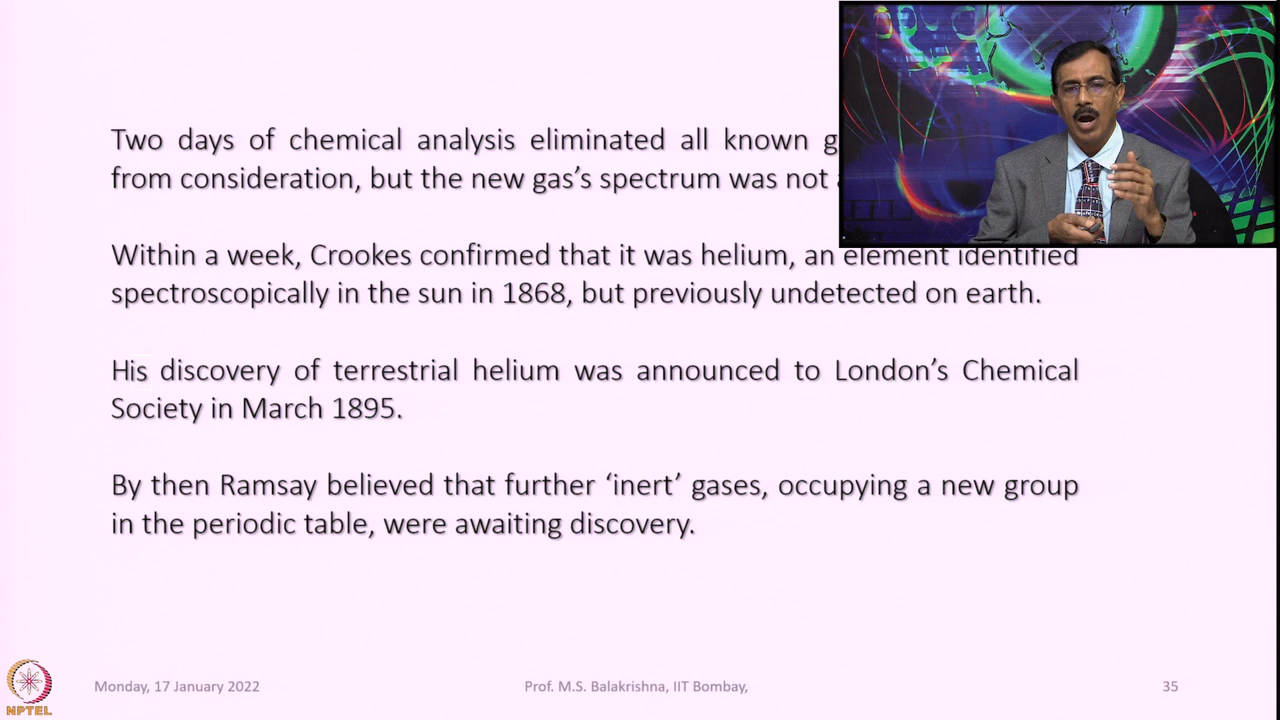 Two days of chemical analysis eliminated all known
from consideration, but the new gas's spectrum was not
Within a week, Crookes confirmed that it was helium, an element identified
spectroscopically in the sun in 1868, but previously undetected on earth.
His discovery of terrestrial helium was announced to London's Chemical
Society in March 1895.
By then Ramsay believed that further ‘inert’ gases, occupying a new group
in the periodic table, were awaiting discovery.
NPTEL
Monday, 17 January 2022
Prof. M.S. Balakrishna, IIT Bombay,
35